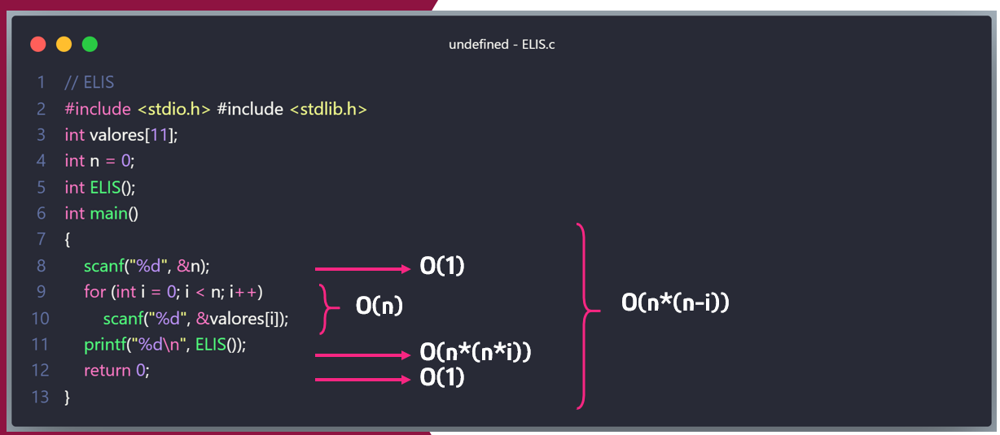 undefined - ELIS.c
1 // ELIS
2 #include <stdio.h> #include <stdlib.h>
3 int valores[11];
4 int n = 0;
5 int ELIS();
6 int main()
7 {
8 scanf("%d", &n); O(1)
9 for (int i = 0; i < n; i++)
O(n) O(n*(n-i))
10 scanf("%d", &valores[i]);
11 printf("%d\n", ELIS()); O(n*(n*i))
12 return 0; O(1)
13 }